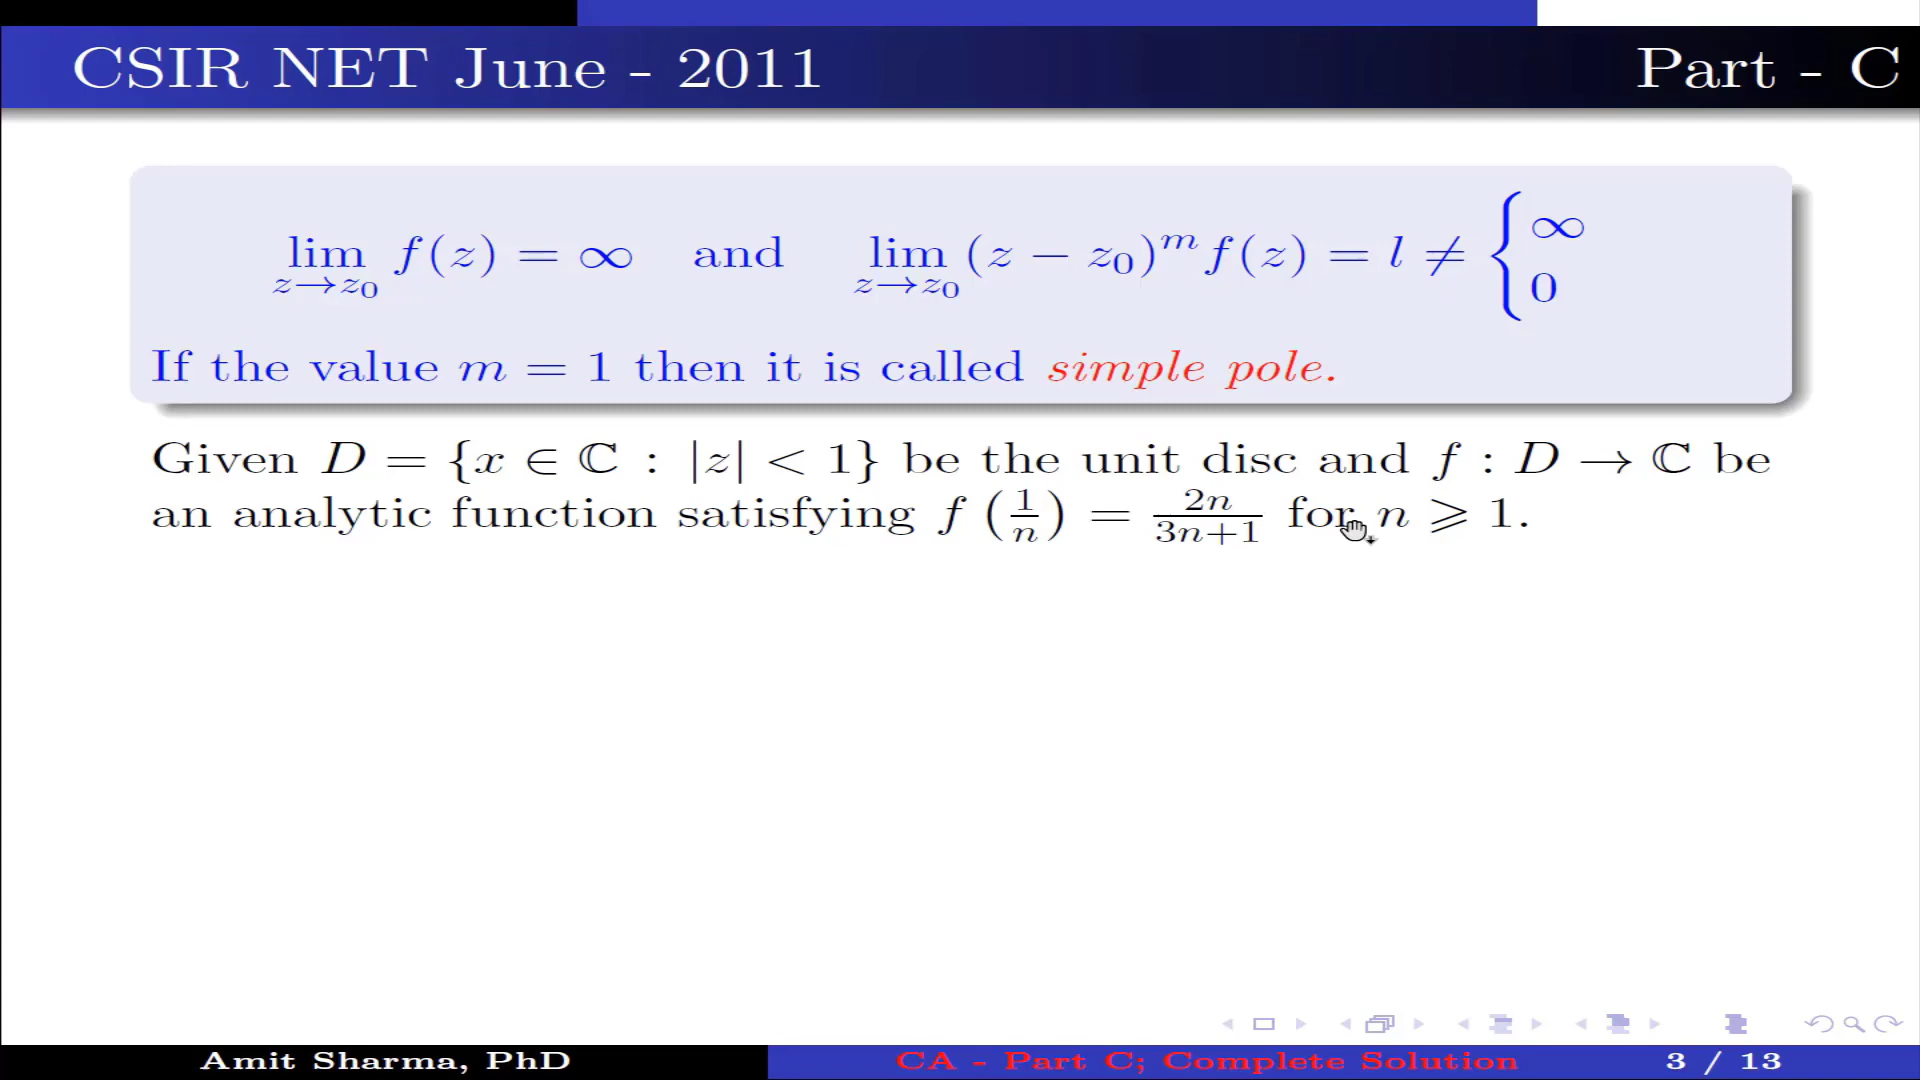 CSIR NET June - 2011 Part - C
lim_{z→z₀} f(z) = ∞ and lim_{z→z₀} (z − z₀)^m f(z) = l ≠ { ∞ 0
If the value m = 1 then it is called simple pole.
Given D = {x ∈ ℂ : |z| < 1} be the unit disc and f : D → ℂ be
an analytic function satisfying f (1/n) = 2n/3n+1 for n ⩾ 1.
Amit Sharma, PhD CA - Part C; Complete Solution 3 / 13